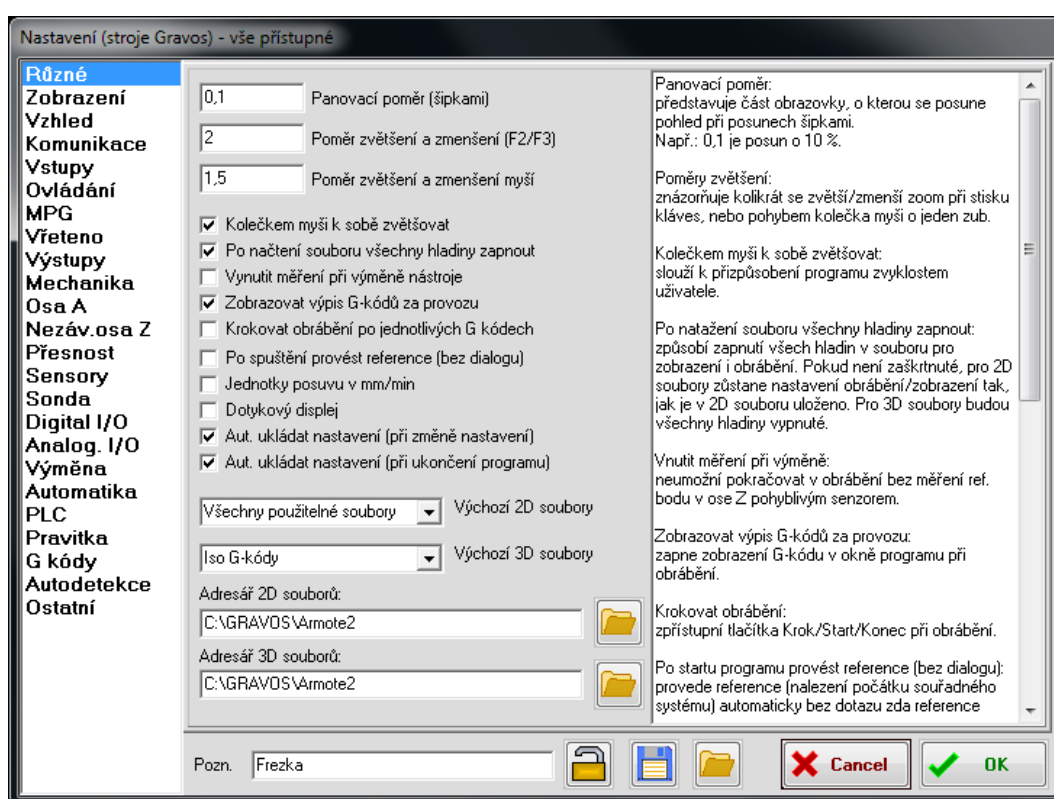 Nastavení (stroje Gravos) - vše přístupné
Různé
Zobrazení
Vzhled
Komunikace
Vstupy
Ovládání
MPG
Vřeteno
Výstupy
Mechanika
Osa A
Nezáv.osa Z
Přesnost
Sensory
Sonda
Digital I/O
Analog. I/O
Výměna
Automatika
PLC
Pravitka
G kódy
Autodetekce
Ostatní
0,1 Panovací poměr (šipkami)
2 Poměr zvětšení a zmenšení (F2/F3)
1,5 Poměr zvětšení a zmenšení myší
Kolečkem myši k sobě zvětšovat
Po načtení souboru všechny hladiny zapnout
Vynutit měření při výměně nástroje
Zobrazovat výpis G-kódů za provozu
Krokovat obrábění po jednotlivých G kódech
Po spuštění provést reference (bez dialogu)
Jednotky posuvu v mm/min
Dotykový displej
Aut. ukládat nastavení (při změně nastavení)
Aut. ukládat nastavení (při ukončení programu)
Všechny použitelné soubory Výchozí 2D soubory
Iso G-kódy Výchozí 3D soubory
Adresář 2D souborů:
C:\GRAVOS\Armote2
Adresář 3D souborů:
C:\GRAVOS\Armote2
Panovací poměr:
představuje část obrazovky, o kterou se posune
pohled při posunech šipkami.
Např.: 0,1 je posun o 10 %.
Poměry zvětšení:
znázorňuje kolikrát se zvětší/zmenší zoom při stisku
kláves, nebo pohybem kolečka myši o jeden zub.
Kolečkem myši k sobě zvětšovat:
slouží k přizpůsobení programu zvyklostem
uživatele.
Po natažení souboru všechny hladiny zapnout:
způsobí zapnutí všech hladin v souboru pro
zobrazení i obrábění. Pokud není zaškrtnuté, pro 2D
soubory zůstane nastavení obrábění/zobrazení tak,
jak je v 2D souboru uloženo. Pro 3D soubory budou
všechny hladiny vypnuté.
Vnutit měření při výměně:
neumožní pokračovat v obrábění bez měření ref.
bodu v ose Z pohyblivým senzorem.
Zobrazovat výpis G-kódů za provozu:
zapne zobrazení G-kódu v okně programu při
obrábění.
Krokovat obrábění:
zpřístupní tlačítka Krok/Start/Konec při obrábění.
Po startu programu provést reference (bez dialogu):
provede reference (nalezení počátku souřadného
systému) automaticky bez dotazu zda reference
Pozn. Frezka
Cancel
OK